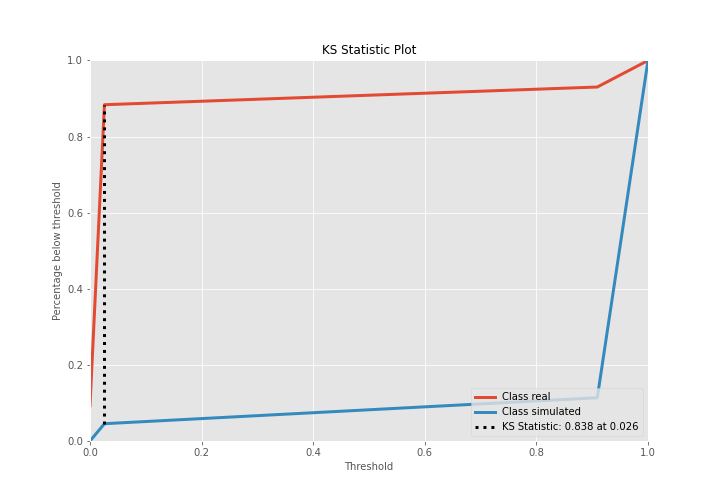 KS Statistic Plot
1.0
0.8
0.6
0.4
0.2
0.0
Percentage below threshold
0.0 0.2 0.4 0.6 0.8 1.0
Threshold
Class real
Class simulated
KS Statistic: 0.838 at 0.026